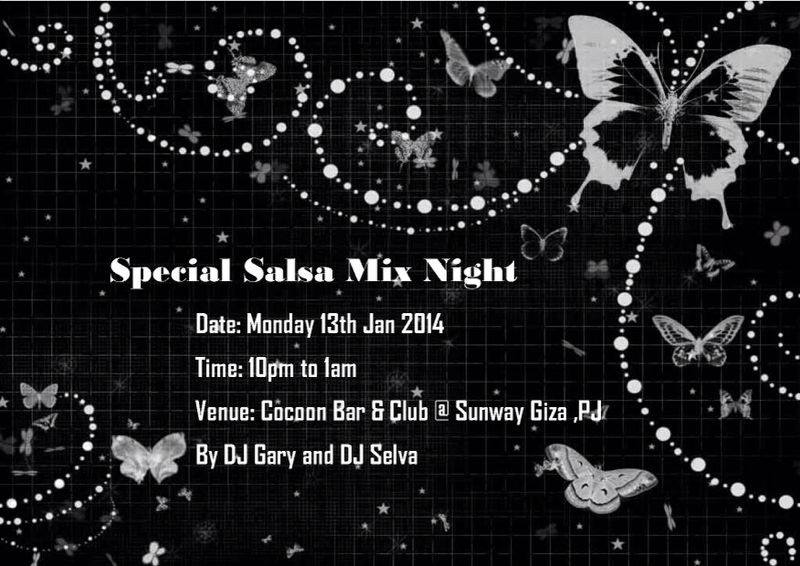 Special Salsa Mix Night
Date: Monday 13th Jan 2014
Time: 10pm to 1am
Venue: Cocoon Bar & Club @ Sunway Giza ,PJ
By DJ Gary and DJ Selva